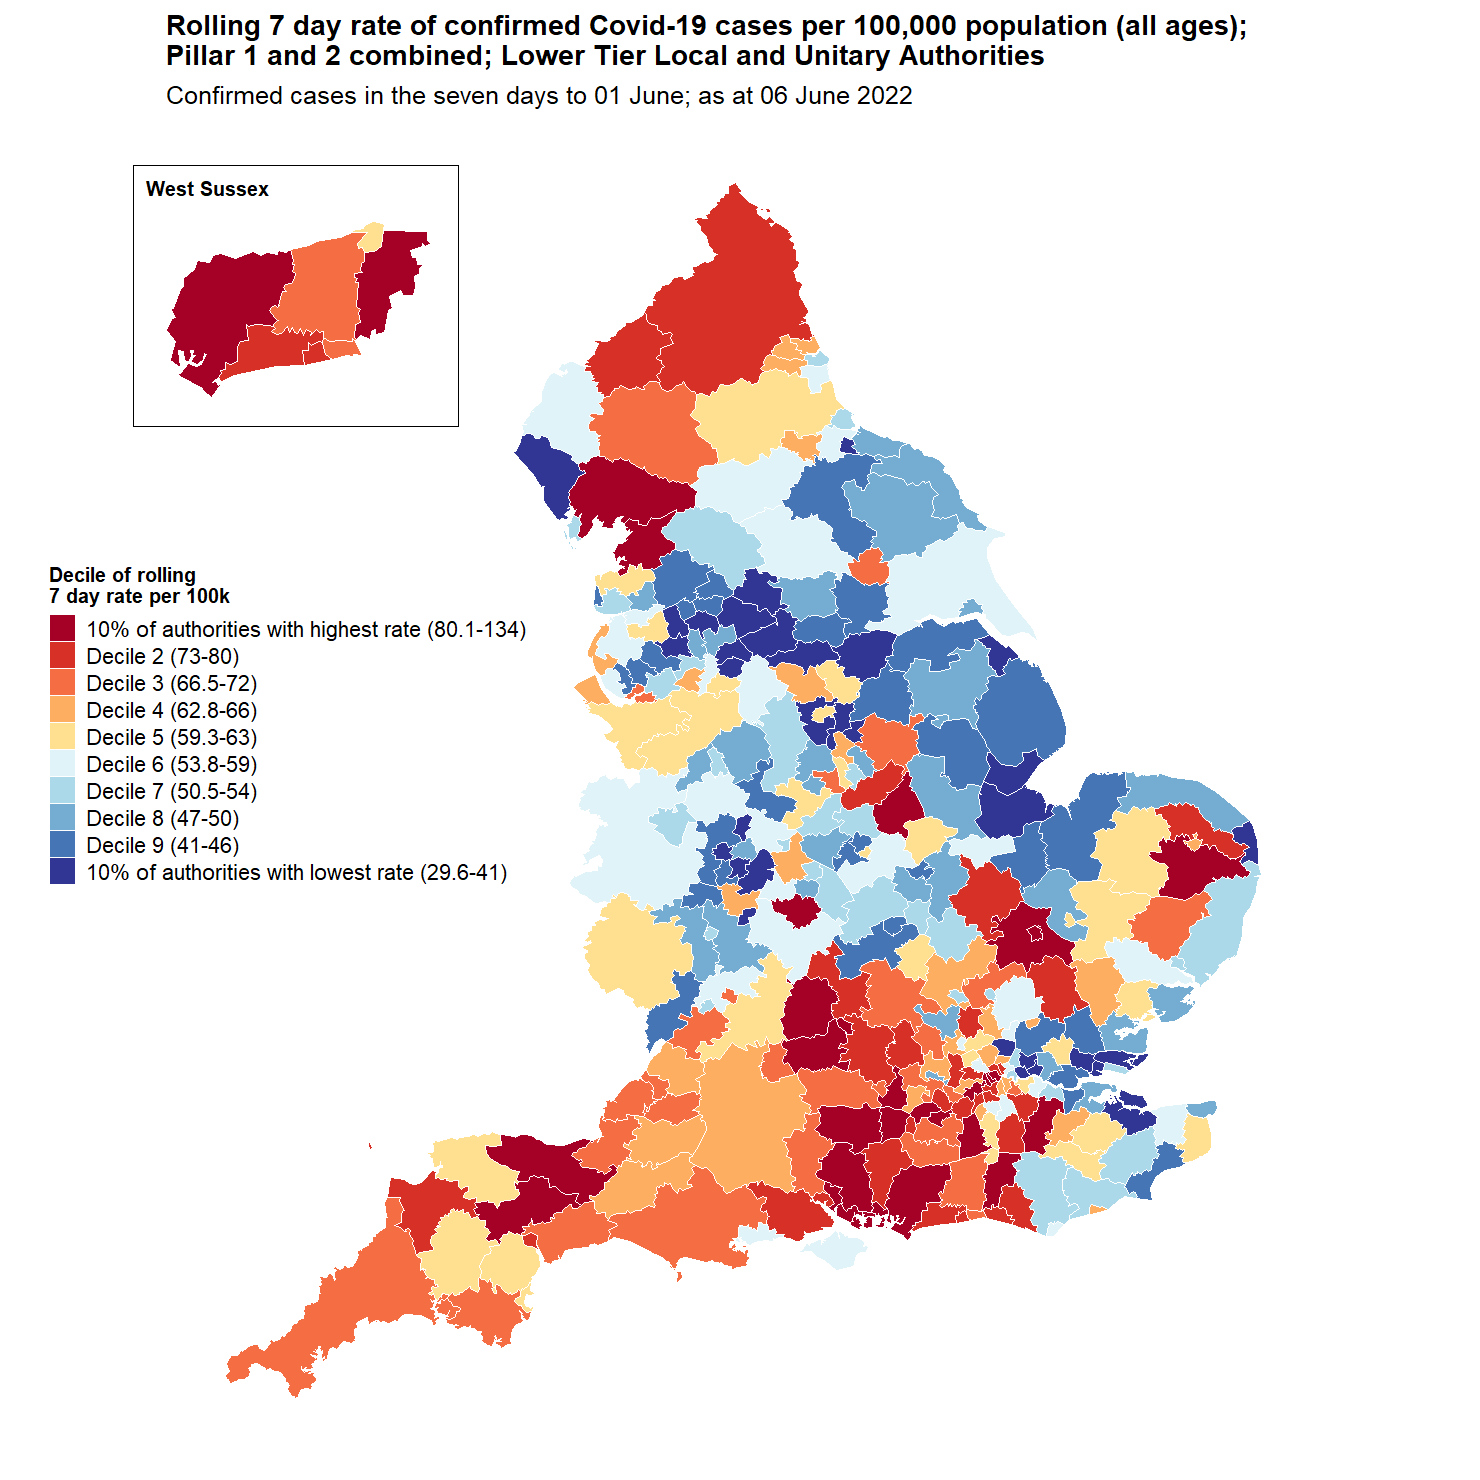 Rolling 7 day rate of confirmed Covid-19 cases per 100,000 population (all ages);
Pillar 1 and 2 combined; Lower Tier Local and Unitary Authorities
Confirmed cases in the seven days to 01 June; as at 06 June 2022
West Sussex
Decile of rolling
7 day rate per 100k
10% of authorities with highest rate (80.1-134)
Decile 2 (73-80)
Decile 3 (66.5-72)
Decile 4 (62.8-66)
Decile 5 (59.3-63)
Decile 6 (53.8-59)
Decile 7 (50.5-54)
Decile 8 (47-50)
Decile 9 (41-46)
10% of authorities with lowest rate (29.6-41)